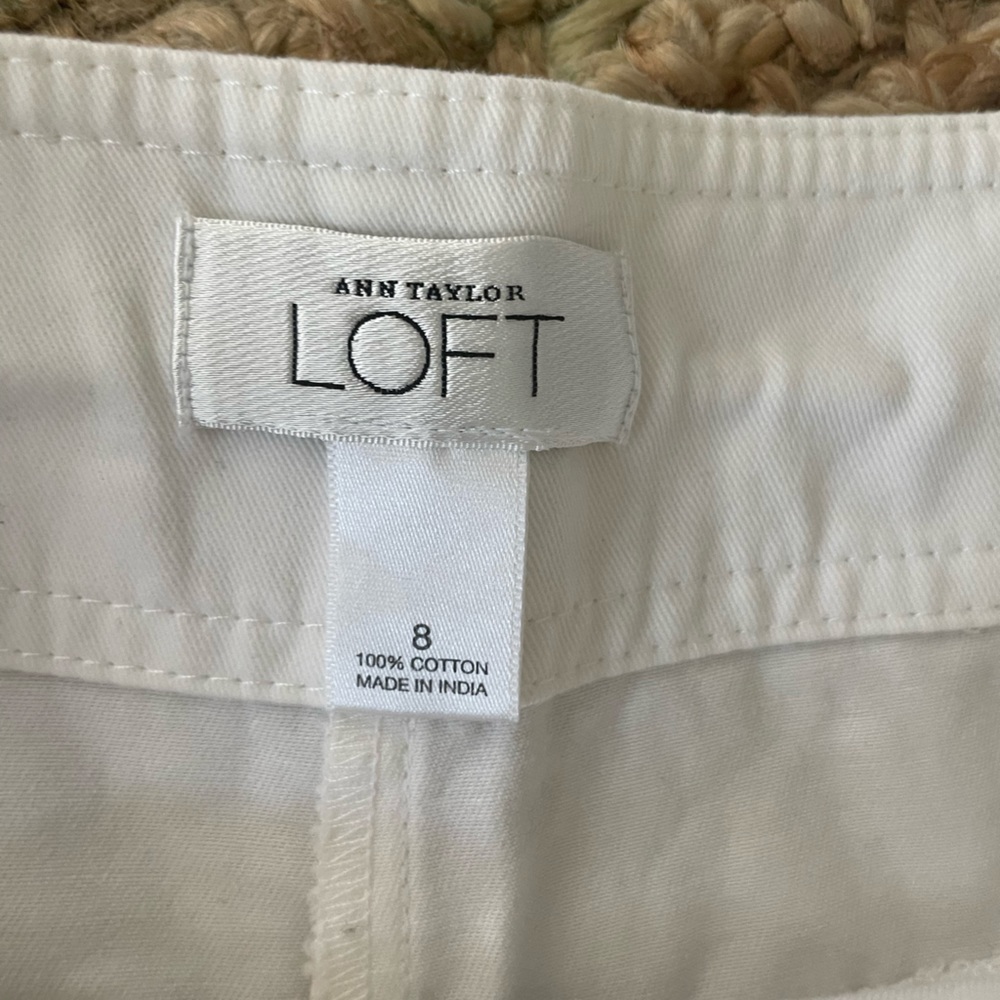 ANN TAYLOR
LOFT
8
100% COTTON
MADE IN INDIA